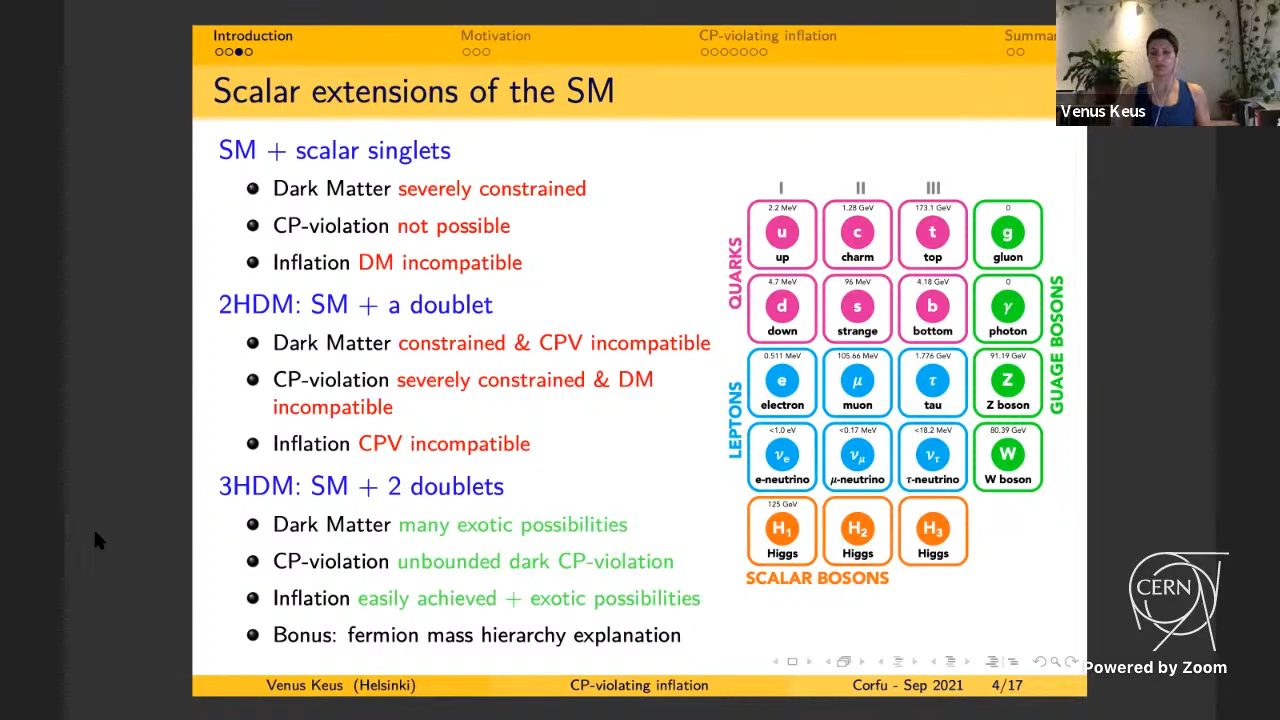 Introduction
Motivation
CP-violating inflation
Summa
Scalar extensions of the SM
Venus Keus
SM + scalar singlets
Dark Matter severely constrained
CP-violation not possible
Inflation DM incompatible
2HDM: SM + a doublet
Dark Matter constrained & CPV incompatible
CP-violation severely constrained & DM
incompatible
Inflation CPV incompatible
3HDM: SM + 2 doublets
Dark Matter many exotic possibilities
CP-violation unbounded dark CP-violation
Inflation easily achieved + exotic possibilities
Bonus: fermion mass hierarchy explanation
I II III
QUARKS
2.2 MeV 1.28 GeV 173.1 GeV 0
u c t g
up charm top gluon
4.7 MeV 96 MeV 4.18 GeV 0
d s b γ
down strange bottom photon
GUAGE BOSONS
LEPTONS
0.511 MeV 105.66 MeV 1.776 GeV 91.19 GeV
e μ τ Z
electron muon tau Z boson
<1.0 eV <0.17 MeV <18.2 MeV 80.39 GeV
νe νμ ντ W
e-neutrino μ-neutrino τ-neutrino W boson
125 GeV
H1 H2 H3
Higgs Higgs Higgs
SCALAR BOSONS
CERN
Powered by Zoom
Venus Keus (Helsinki)
CP-violating inflation
Corfu - Sep 2021 4/17